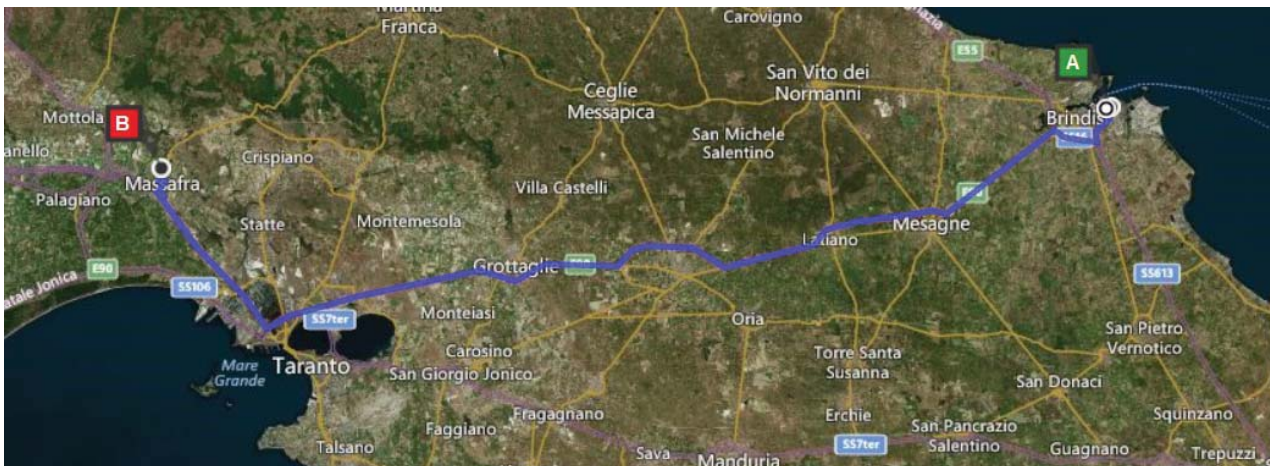 Martina
Franca
Carovigno
E55
A
San Vito dei
Normanni
Ceglie
Messapica
Mottola
B
Brindisi
SS16
San Michele
Salentino
Crispiano
Massafra
Palagiano
Villa Castelli
Statte
Montemesola
Mesagne
Latiano
Grottaglie
E90
SS106
SS613
SS7ter
Monteiasi
Oria
San Pietro
Vernotico
Mare
Grande
Taranto
Carosino
San Giorgio Jonico
Torre Santa
Susanna
San Donaci
Fragagnano
Erchie
Squinzano
Talsano
Faggiano
San Pancrazio
Salentino
Sava
Manduria
SS7ter
Guagnano
Trepuzzi